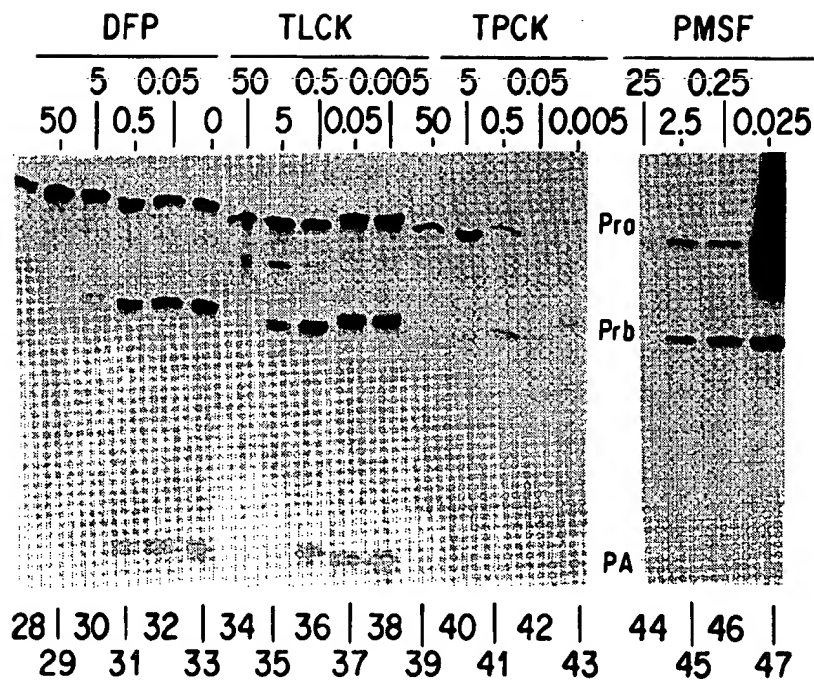 DFP TLCK TPCK PMSF
5 0.05 50 0.5 0.005 5 0.05 25 0.25
50 0.5 0 5 0.05 50 0.5 0.005 2.5 0.025
Pro
Prb
PA
28 30 32 34 36 38 40 42 44 46
29 31 33 35 37 39 41 43 45 47